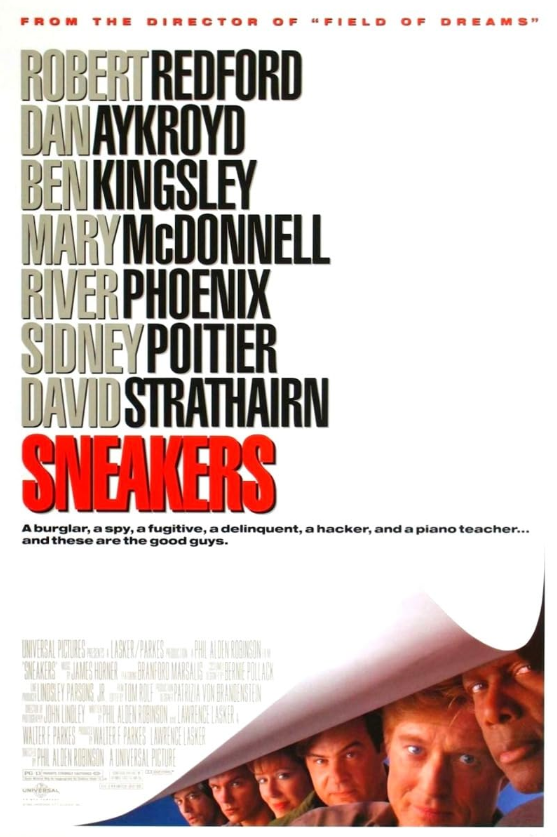 FROM THE DIRECTOR OF "FIELD OF DREAMS"
ROBERT REDFORD
DAN AYKROYD
BEN KINGSLEY
MARY McDONNELL
RIVER PHOENIX
SIDNEY POITIER
DAVID STRATHAIRN
SNEAKERS
A burglar, a spy, a fugitive, a delinquent, a hacker, and a piano teacher...
and these are the good guys.
UNIVERSAL PICTURES PRESENTS A LASKER/PARKES PRODUCTION A PHIL ALDEN ROBINSON FILM
"SNEAKERS" JAMES HORNER BRANFORD MARSALIS BERNIE POLLACK
LINDSLEY PARSONS, JR. TOM ROLF PATRIZIA VON BRANDENSTEIN
JOHN LINDLEY PHIL ALDEN ROBINSON LAWRENCE LASKER &
WALTER F. PARKES WALTER F. PARKES LAWRENCE LASKER
PHIL ALDEN ROBINSON A UNIVERSAL PICTURE
UNIVERSAL